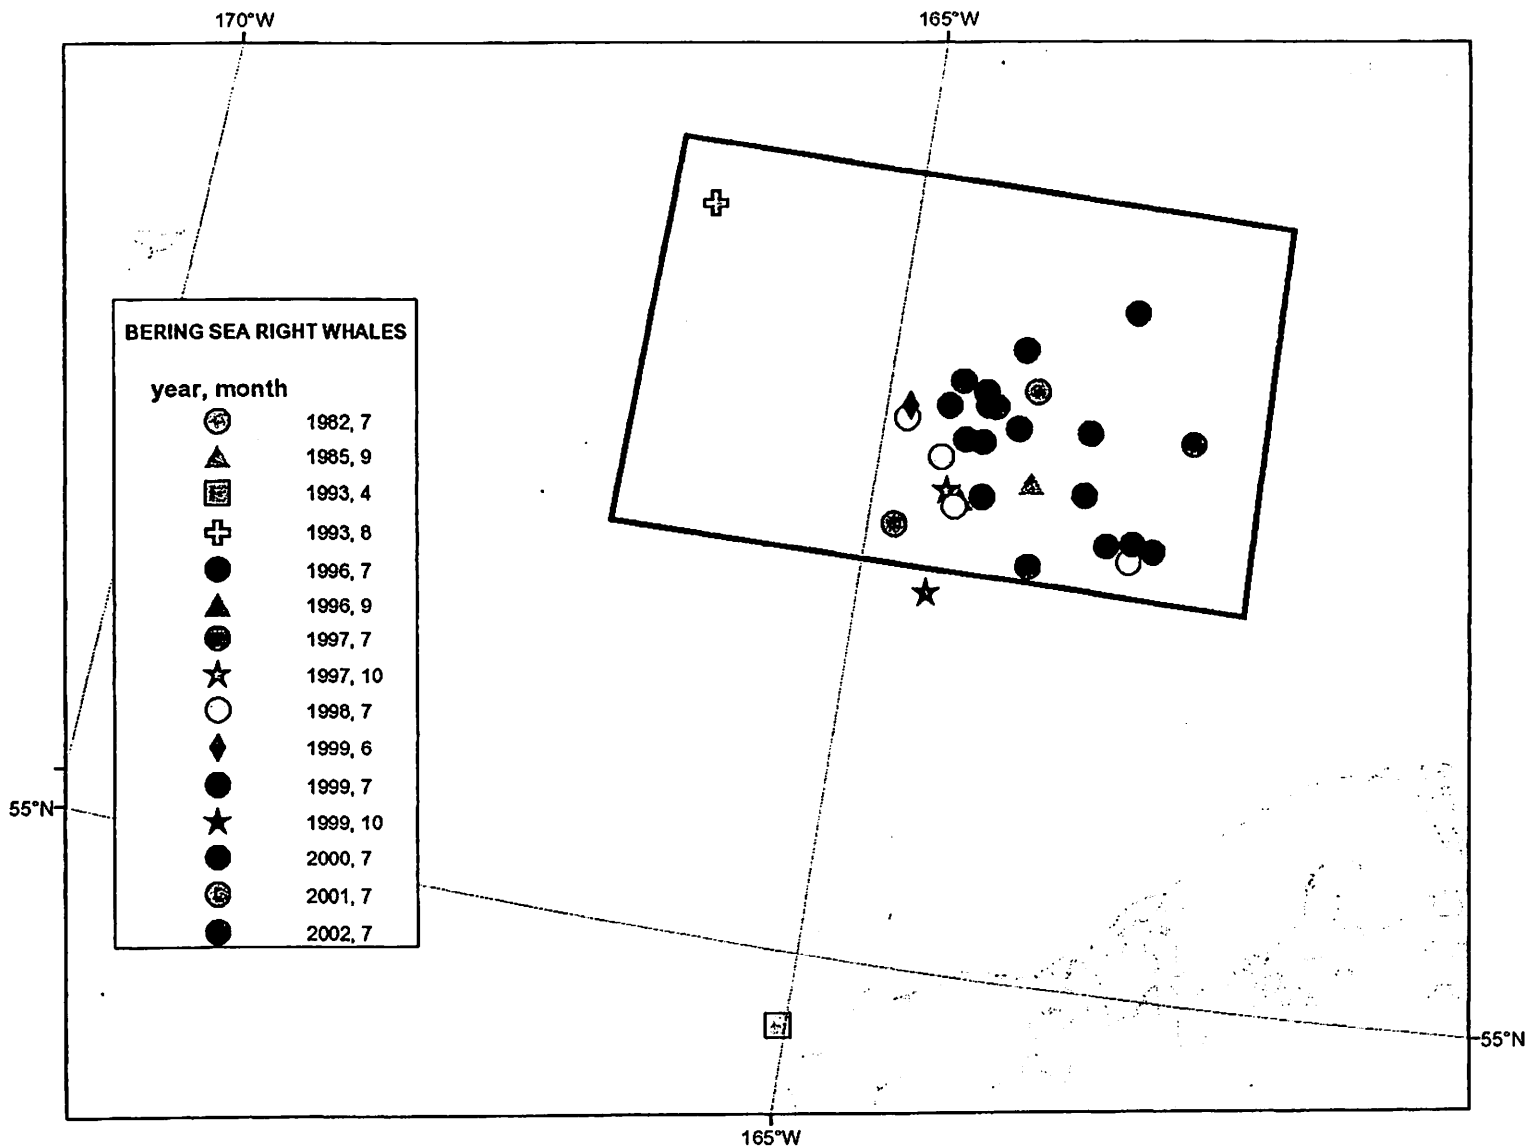 170°W 165°W
BERING SEA RIGHT WHALES
year, month
1982, 7
1985, 9
1993, 4
1993, 8
1996, 7
1996, 9
1997, 7
1997, 10
1998, 7
1999, 6
1999, 7
1999, 10
2000, 7
2001, 7
2002, 7
55°N
55°N
165°W